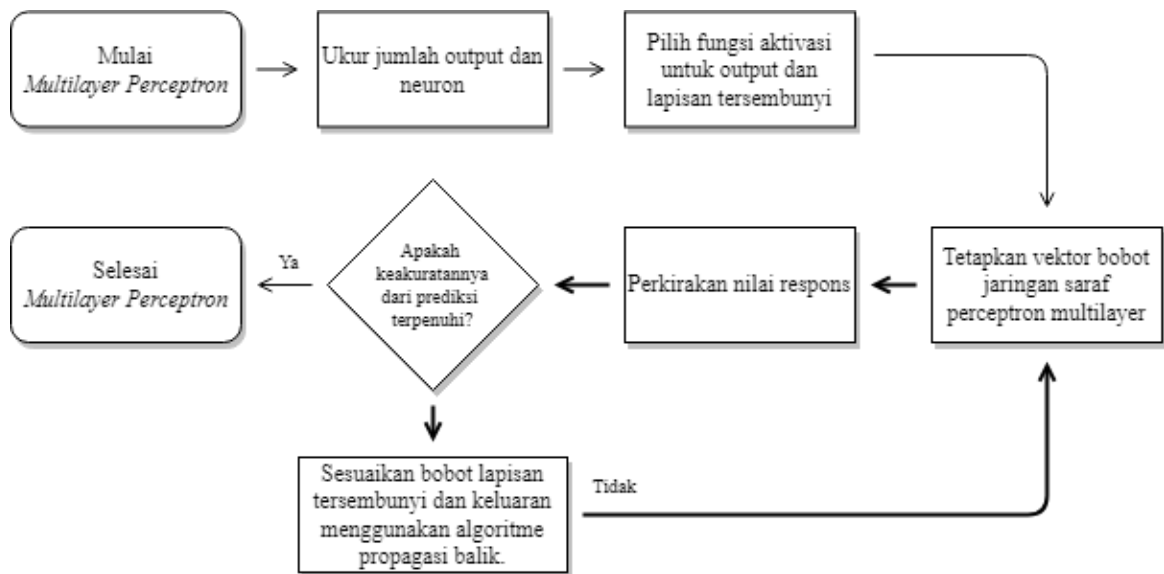 Mulai
Multilayer Perceptron
Ukur jumlah output dan
neuron
Pilih fungsi aktivasi
untuk output dan
lapisan tersembunyi
Tetapkan vektor bobot
jaringan saraf
perceptron multilayer
Perkirakan nilai respons
Apakah
keakuratannya
dari prediksi
terpenuhi?
Ya
Selesai
Multilayer Perceptron
Sesuaikan bobot lapisan
tersembunyi dan keluaran
menggunakan algoritme
propagasi balik.
Tidak